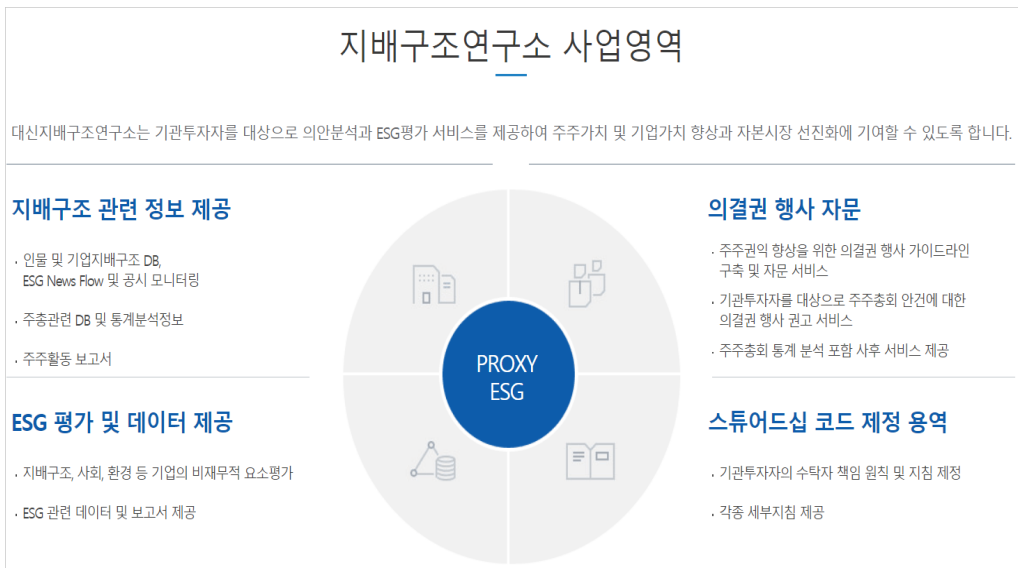 지배구조연구소 사업영역
대신지배구조연구소는 기관투자자를 대상으로 의안분석과 ESG평가 서비스를 제공하여 주주가치 및 기업가치 향상과 자본시장 선진화에 기여할 수 있도록 합니다.
지배구조 관련 정보 제공
· 인물 및 기업지배구조 DB,
ESG News Flow 및 공시 모니터링
· 주총관련 DB 및 통계분석정보
· 주주활동 보고서
의결권 행사 자문
· 주주권익 향상을 위한 의결권 행사 가이드라인
구축 및 자문 서비스
· 기관투자자를 대상으로 주주총회 안건에 대한
의결권 행사 권고 서비스
· 주주총회 통계 분석 포함 사후 서비스 제공
PROXY
ESG
ESG 평가 및 데이터 제공
· 지배구조, 사회, 환경 등 기업의 비재무적 요소평가
· ESG 관련 데이터 및 보고서 제공
스튜어드십 코드 제정 용역
· 기관투자자의 수탁자 책임 원칙 및 지침 제정
· 각종 세부지침 제공